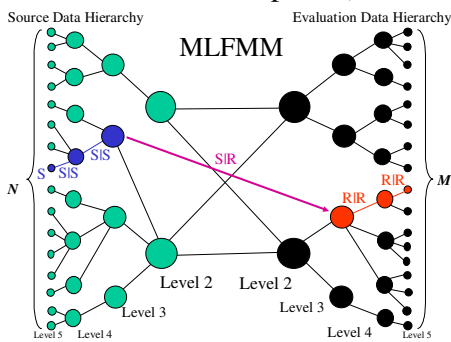 Source Data Hierarchy
Evaluation Data Hierarchy
MLFMM
N
S
S|S
S|S
S|R
R|R
R|R
M
Level 2
Level 2
Level 3
Level 3
Level 4
Level 4
Level 5
Level 5